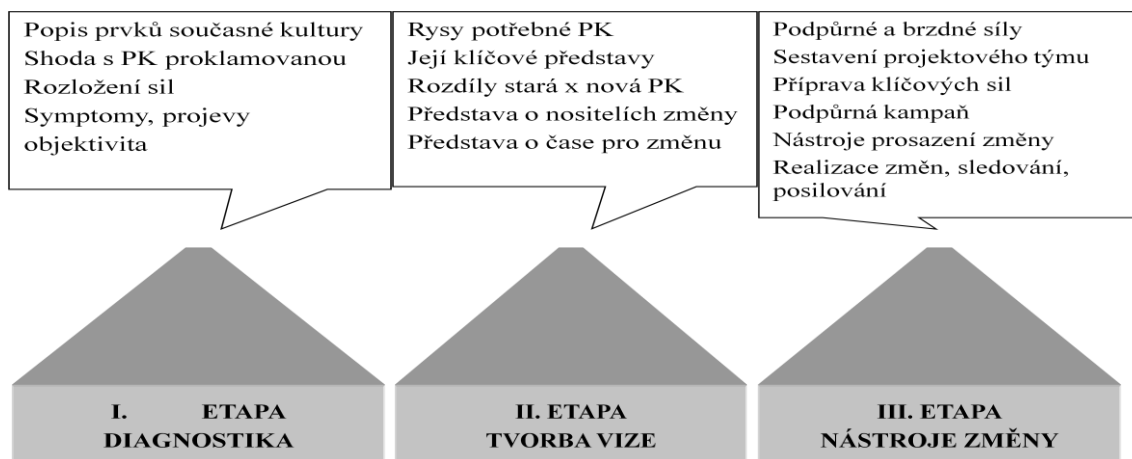 Popis prvků současné kultury
Shoda s PK proklamovanou
Rozložení sil
Symptomy, projevy
objektivita
Rysy potřebné PK
Její klíčové představy
Rozdíly stará x nová PK
Představa o nositelích změny
Představa o čase pro změnu
Podpůrné a brzdné síly
Sestavení projektového týmu
Příprava klíčových sil
Podpůrná kampaň
Nástroje prosazení změny
Realizace změn, sledování,
posilování
I. ETAPA
DIAGNOSTIKA
II. ETAPA
TVORBA VIZE
III. ETAPA
NÁSTROJE ZMĚNY